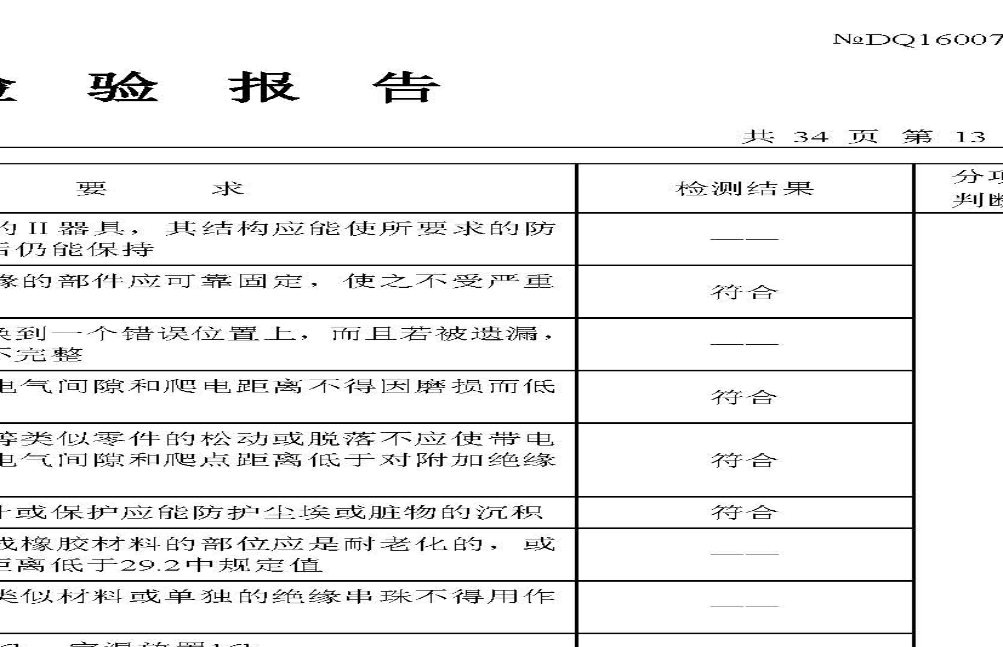 №DQ16007
验 报 告
共 34 页 第 13
要 求 检测结果 分项
判断
的II器具，其结构应能使所要求的防
后仍能保持 ——
缘的部件应可靠固定，使之不受严重
符合
换到一个错误位置上，而且若被遗漏，
不完整 ——
电气间隙和爬电距离不得因磨损而低
符合
等类似零件的松动或脱落不应使带电
电气间隙和爬点距离低于对附加绝缘 符合
计或保护应能防护尘埃或脏物的沉积 符合
或橡胶材料的部位应是耐老化的，或
距离低于29.2中规定值 ——
类似材料或单独的绝缘串珠不得用作
——